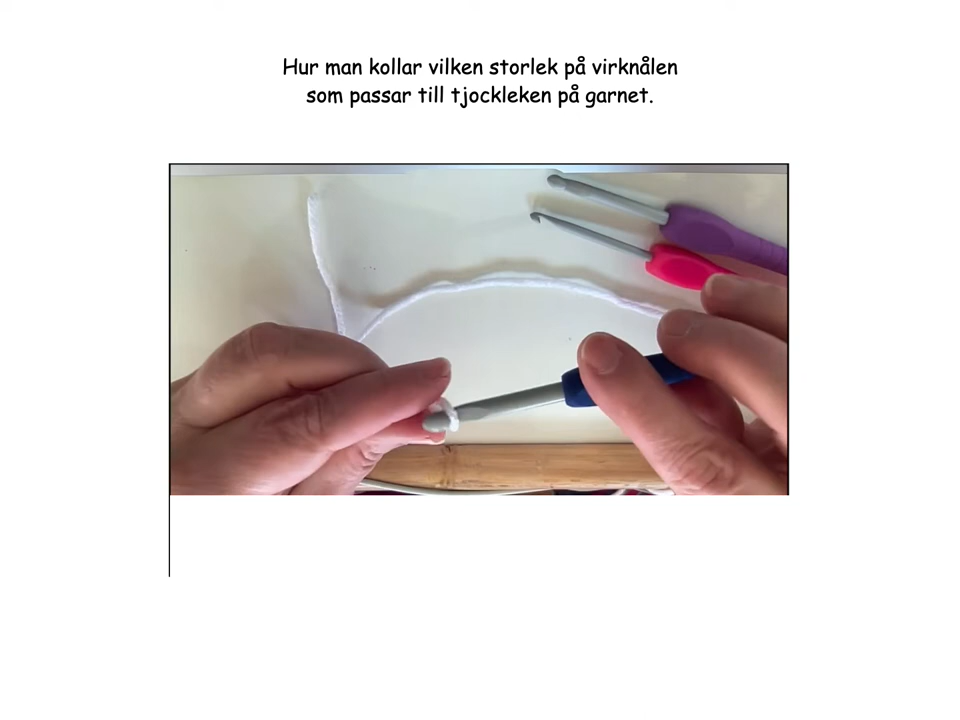 Hur man kollar vilken storlek på virknålen
som passar till tjockleken på garnet.